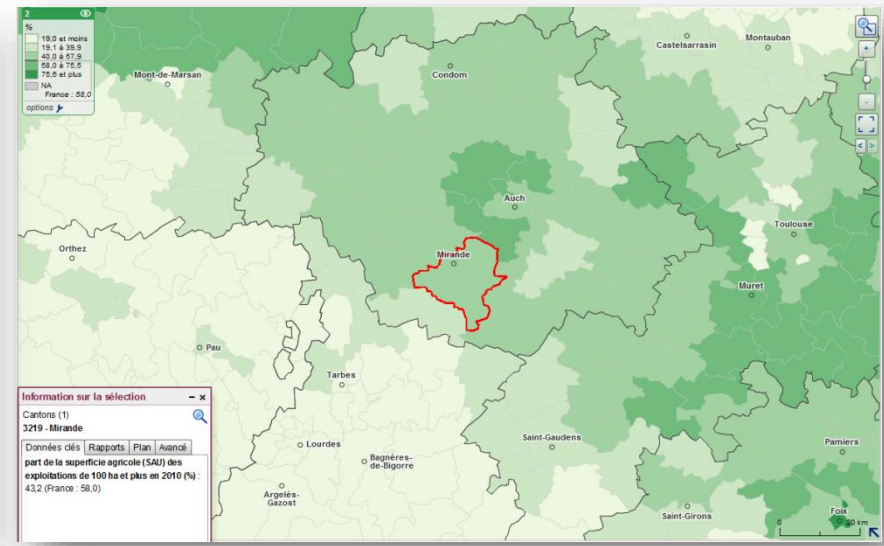 2
%
19,0 et moins
19,1 à 39,9
40,0 à 57,9
58,0 à 75,5
75,6 et plus
NA
France : 58,0
options
Castelsarrasin
Montauban
Mont-de-Marsan
Condom
Auch
Toulouse
Orthez
Mirande
Muret
Pau
Tarbes
Saint-Gaudens
Pamiers
Lourdes
Bagnères-
de-Bigorre
Argelès-
Gazost
Saint-Girons
Foix
0 20 km
+
-
< >
Information sur la sélection - x
Cantons (1)
3219 - Mirande
Données clés Rapports Plan Avancé
part de la superficie agricole (SAU) des
exploitations de 100 ha et plus en 2010 (%) :
43,2 (France : 58,0)